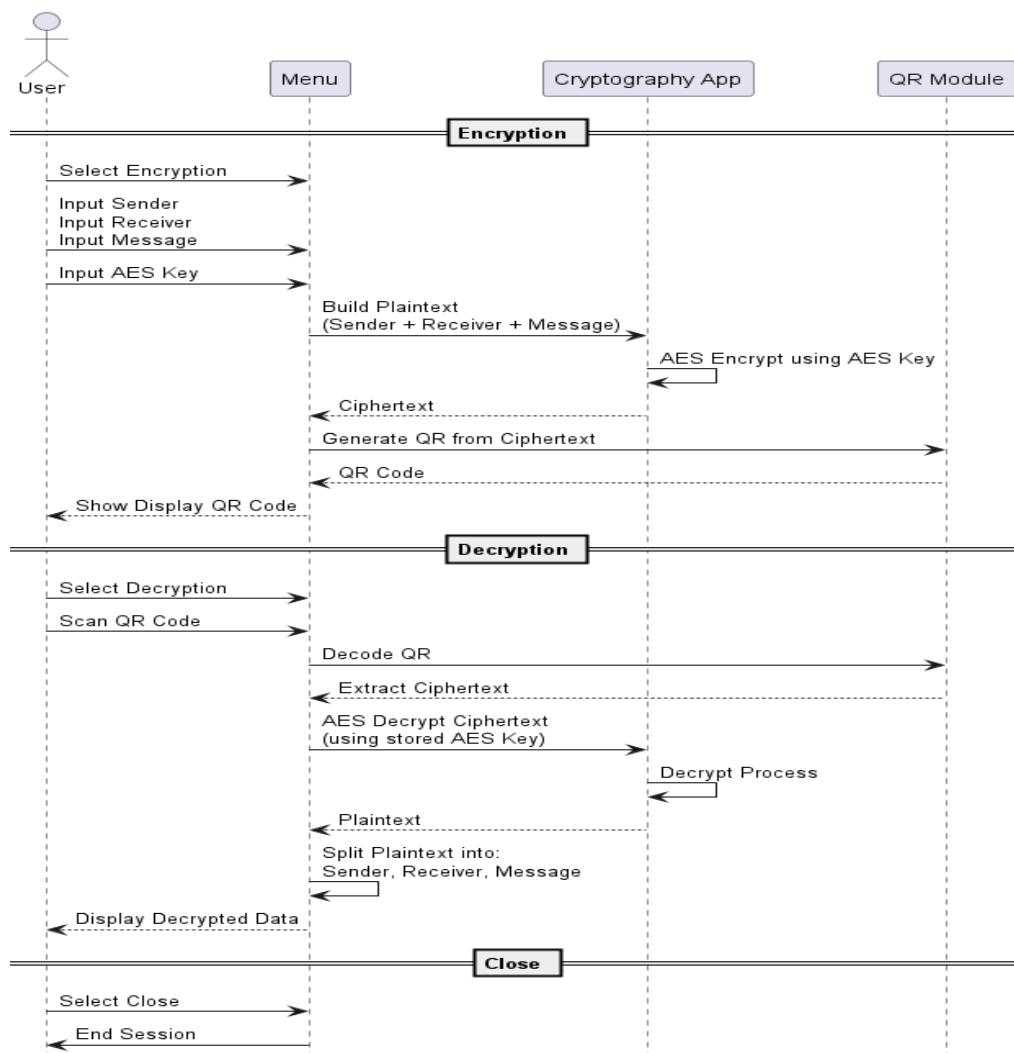 User
Menu
Cryptography App
QR Module
Encryption
Select Encryption
Input Sender
Input Receiver
Input Message
Input AES Key
Build Plaintext
(Sender + Receiver + Message)
AES Encrypt using AES Key
Ciphertext
Generate QR from Ciphertext
QR Code
Show Display QR Code
Decryption
Select Decryption
Scan QR Code
Decode QR
Extract Ciphertext
AES Decrypt Ciphertext
(using stored AES Key)
Decrypt Process
Plaintext
Split Plaintext into:
Sender, Receiver, Message
Display Decrypted Data
Close
Select Close
End Session